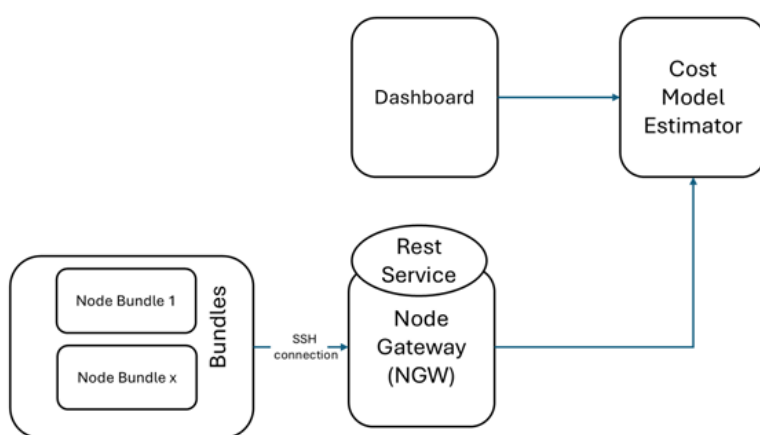 Dashboard
Cost
Model
Estimator
Rest
Service
Node
Gateway
(NGW)
SSH
connection
Bundles
Node Bundle 1
Node Bundle x